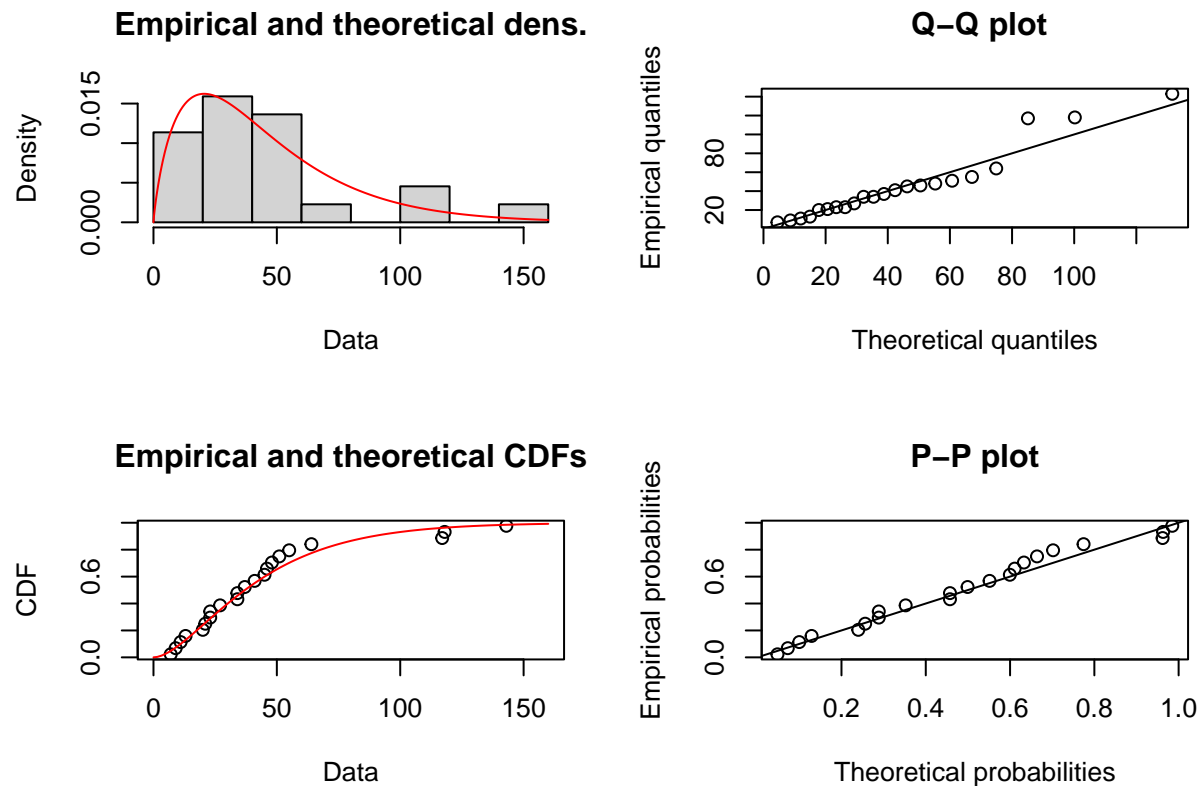 Empirical and theoretical dens.
Density
0.000
0.015
0
50
100
150
Data
Q−Q plot
Empirical quantiles
20
80
0
20
40
60
80
100
Theoretical quantiles
Empirical and theoretical CDFs
CDF
0.0
0.6
0
50
100
150
Data
P−P plot
Empirical probabilities
0.0
0.6
0.2
0.4
0.6
0.8
1.0
Theoretical probabilities